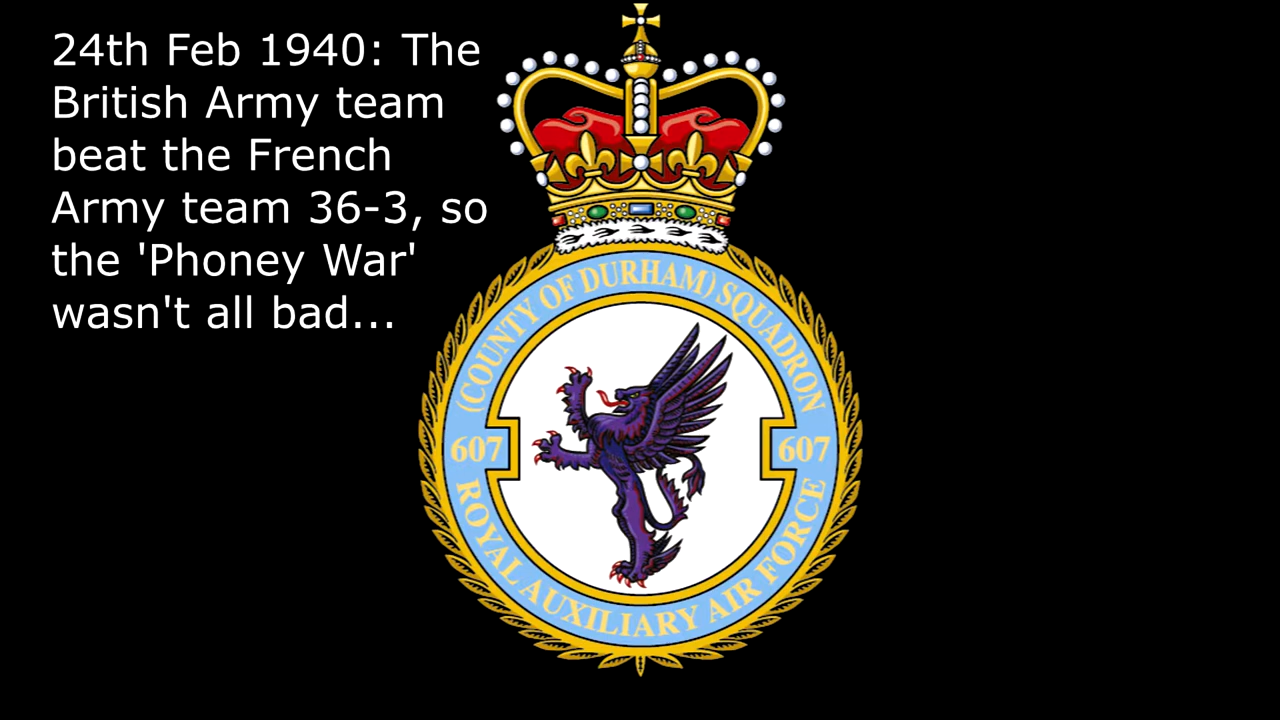 24th Feb 1940: The
British Army team
beat the French
Army team 36-3, so
the 'Phoney War'
wasn't all bad...
(COUNTY OF DURHAM) SQUADRON
607
607
ROYAL AUXILIARY AIR FORCE